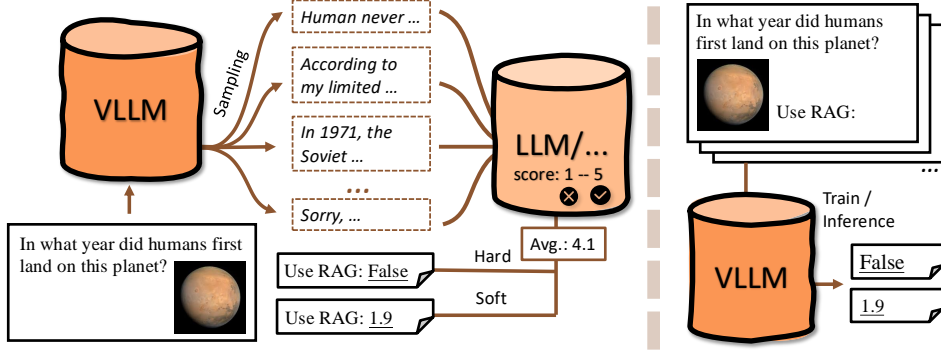 Human never ...
According to
my limited ...
In 1971, the
Soviet ...
...
Sorry, ...
Sampling
VLLM
In what year did humans first
land on this planet?
LLM/...
score: 1 -- 5
Avg.: 4.1
Hard
Use RAG: False
Soft
Use RAG: 1.9
In what year did humans
first land on this planet?
Use RAG:
...
Train /
Inference
VLLM
False
1.9